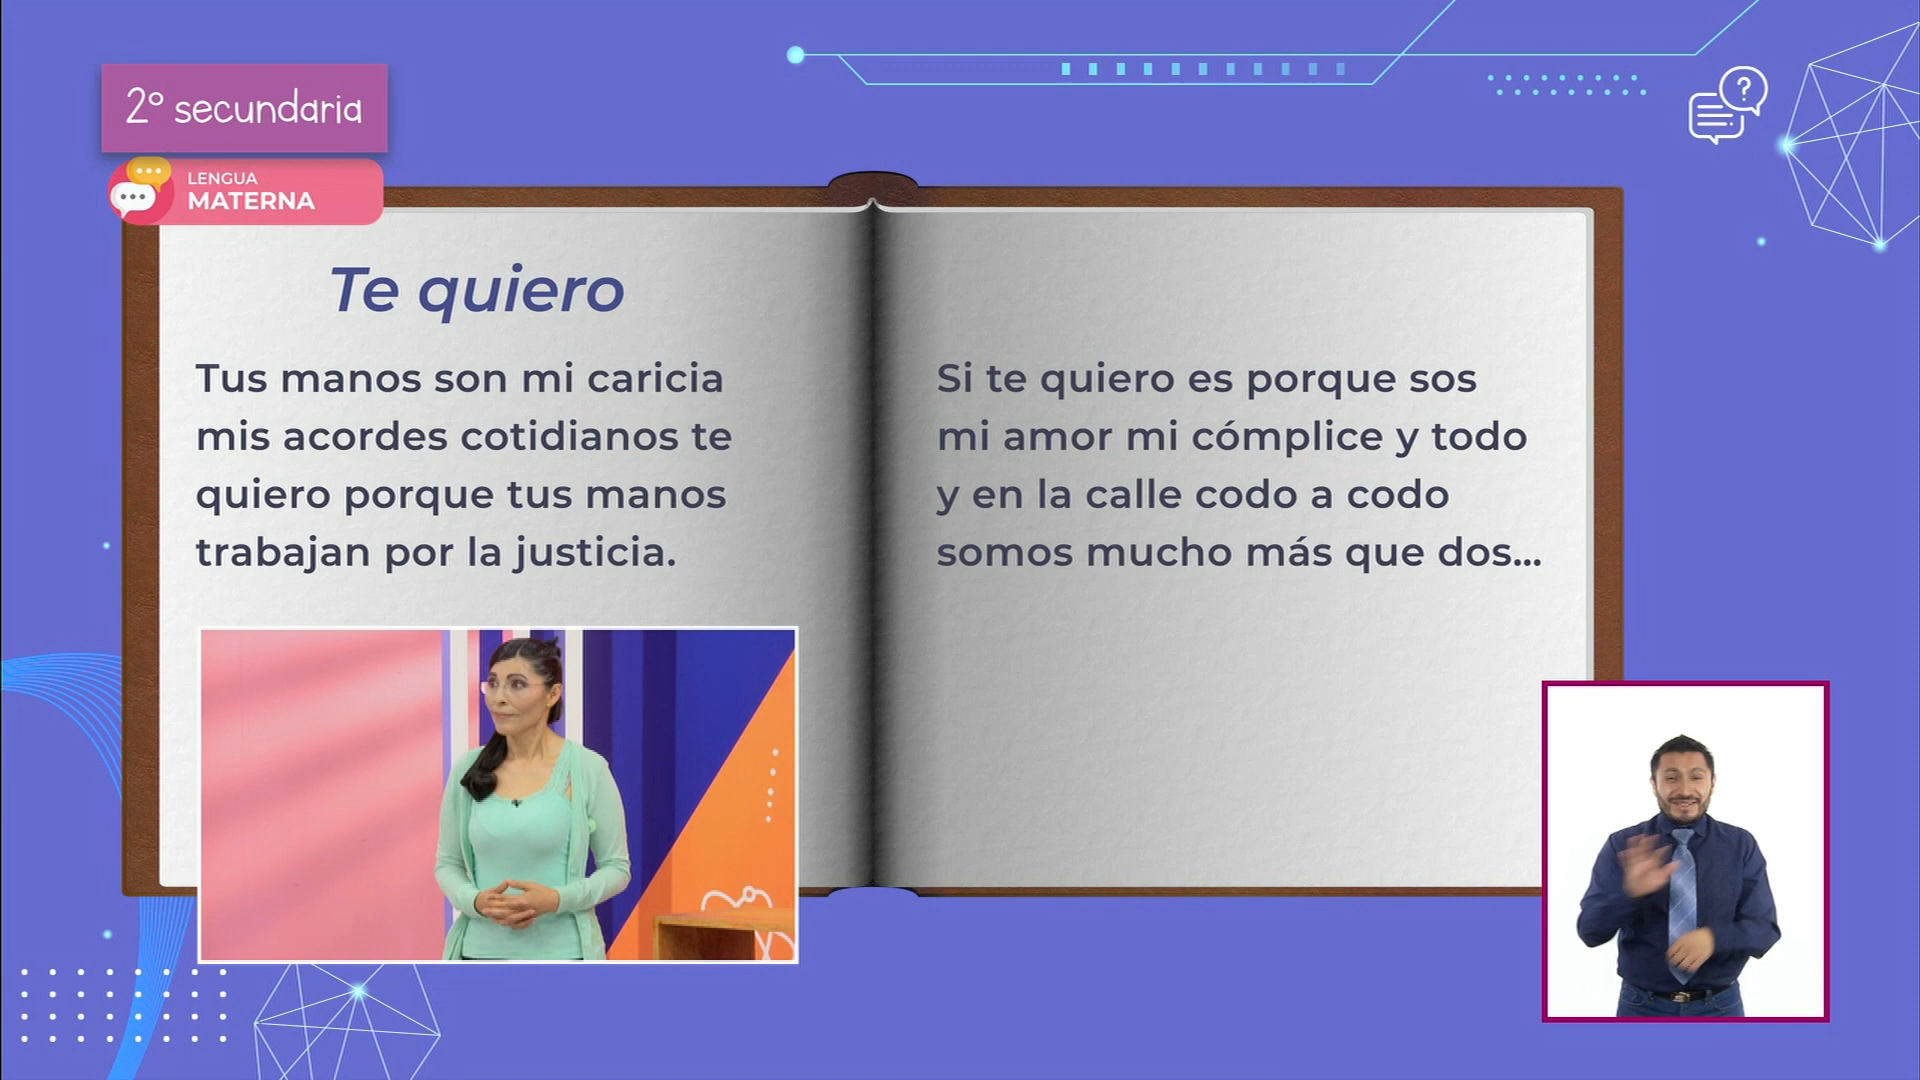 2° secundaria
LENGUA
MATERNA
Te quiero
Tus manos son mi caricia
mis acordes cotidianos te
quiero porque tus manos
trabajan por la justicia.
Si te quiero es porque sos
mi amor mi cómplice y todo
y en la calle codo a codo
somos mucho más que dos...
?